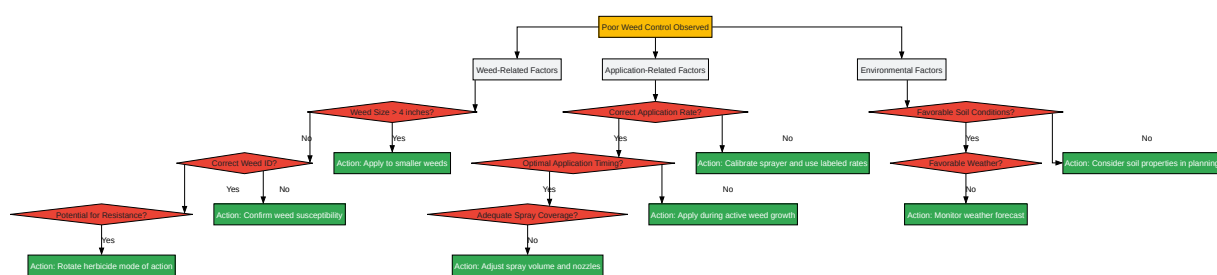 Poor Weed Control Observed
Weed-Related Factors
Application-Related Factors
Environmental Factors
Weed Size > 4 inches?
Correct Application Rate?
Favorable Soil Conditions?
No
Yes
Yes
No
Yes
No
Correct Weed ID?
Action: Apply to smaller weeds
Optimal Application Timing?
Action: Calibrate sprayer and use labeled rates
Favorable Weather?
Action: Consider soil properties in planning
Yes
No
Yes
No
No
Potential for Resistance?
Action: Confirm weed susceptibility
Adequate Spray Coverage?
Action: Apply during active weed growth
Action: Monitor weather forecast
Yes
No
Action: Rotate herbicide mode of action
Action: Adjust spray volume and nozzles